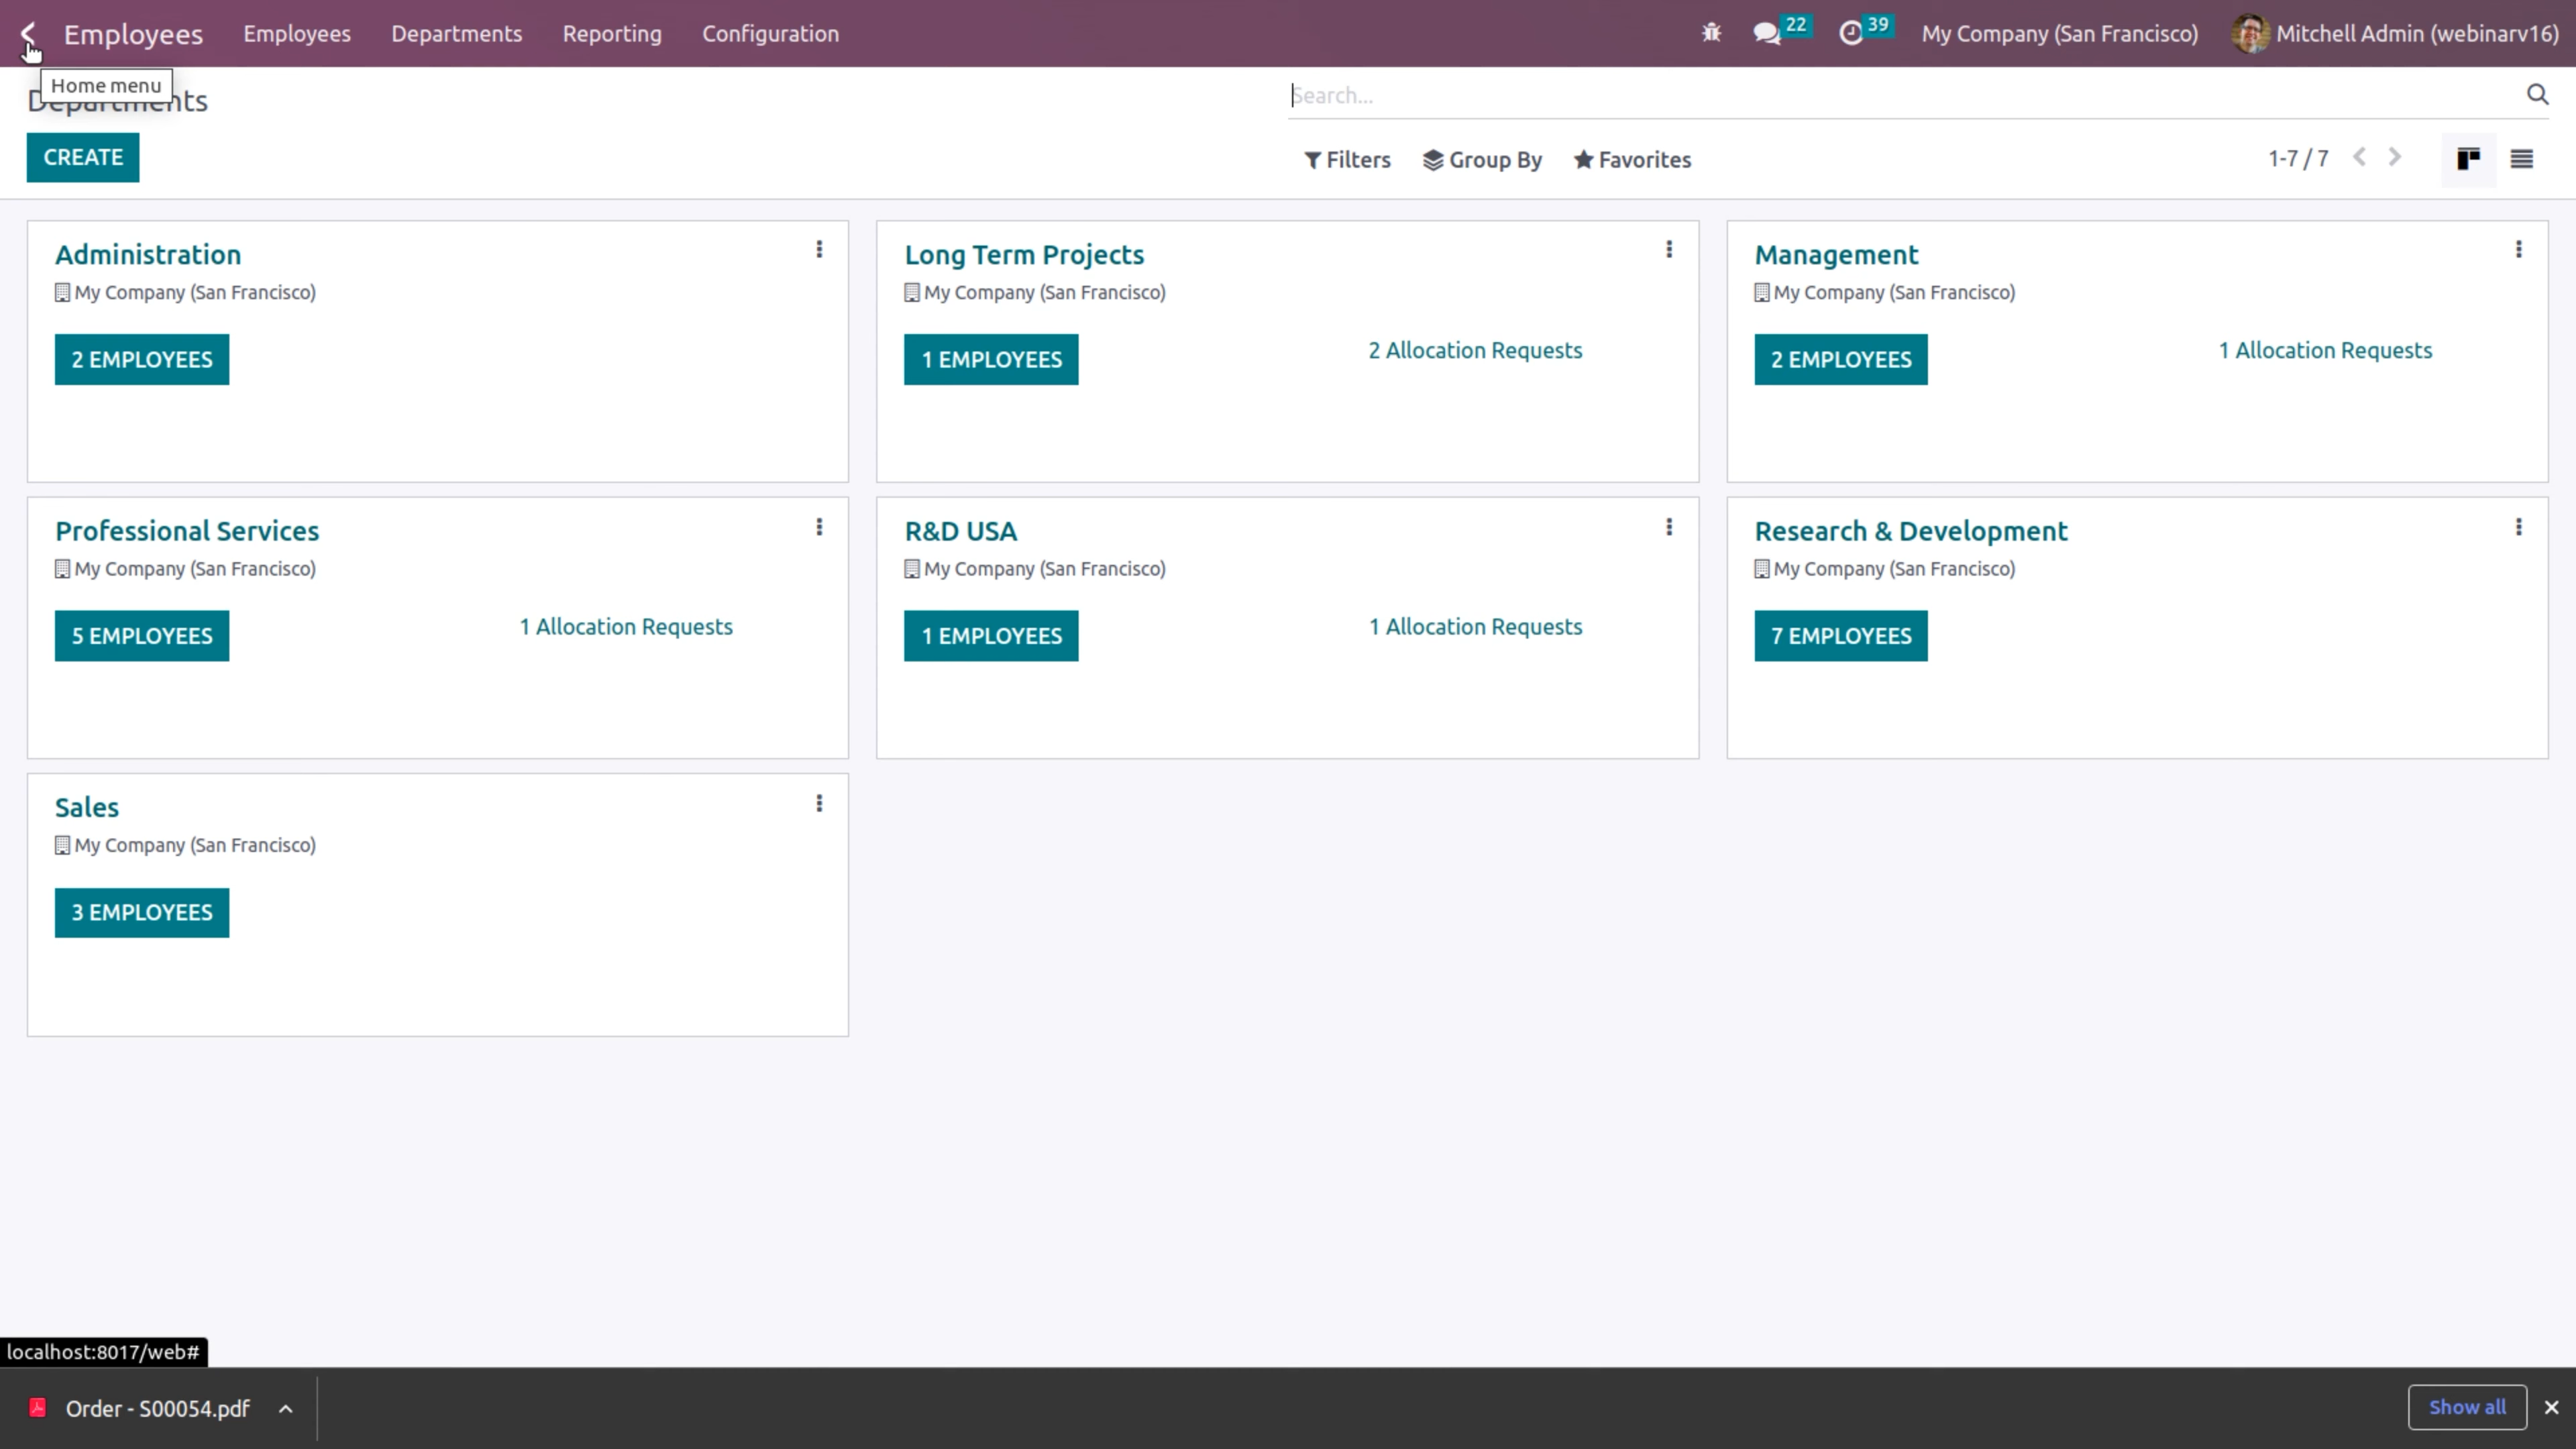 Employees Employees Departments Reporting Configuration 22 39 My Company (San Francisco) Mitchell Admin (webinarv16)
Home menu
Departments Search...
CREATE Filters Group By Favorites 1-7 / 7
Administration
My Company (San Francisco)
2 EMPLOYEES
Long Term Projects
My Company (San Francisco)
1 EMPLOYEES 2 Allocation Requests
Management
My Company (San Francisco)
2 EMPLOYEES 1 Allocation Requests
Professional Services
My Company (San Francisco)
5 EMPLOYEES 1 Allocation Requests
R&D USA
My Company (San Francisco)
1 EMPLOYEES 1 Allocation Requests
Research & Development
My Company (San Francisco)
7 EMPLOYEES
Sales
My Company (San Francisco)
3 EMPLOYEES
localhost:8017/web#
Order - S00054.pdf Show all